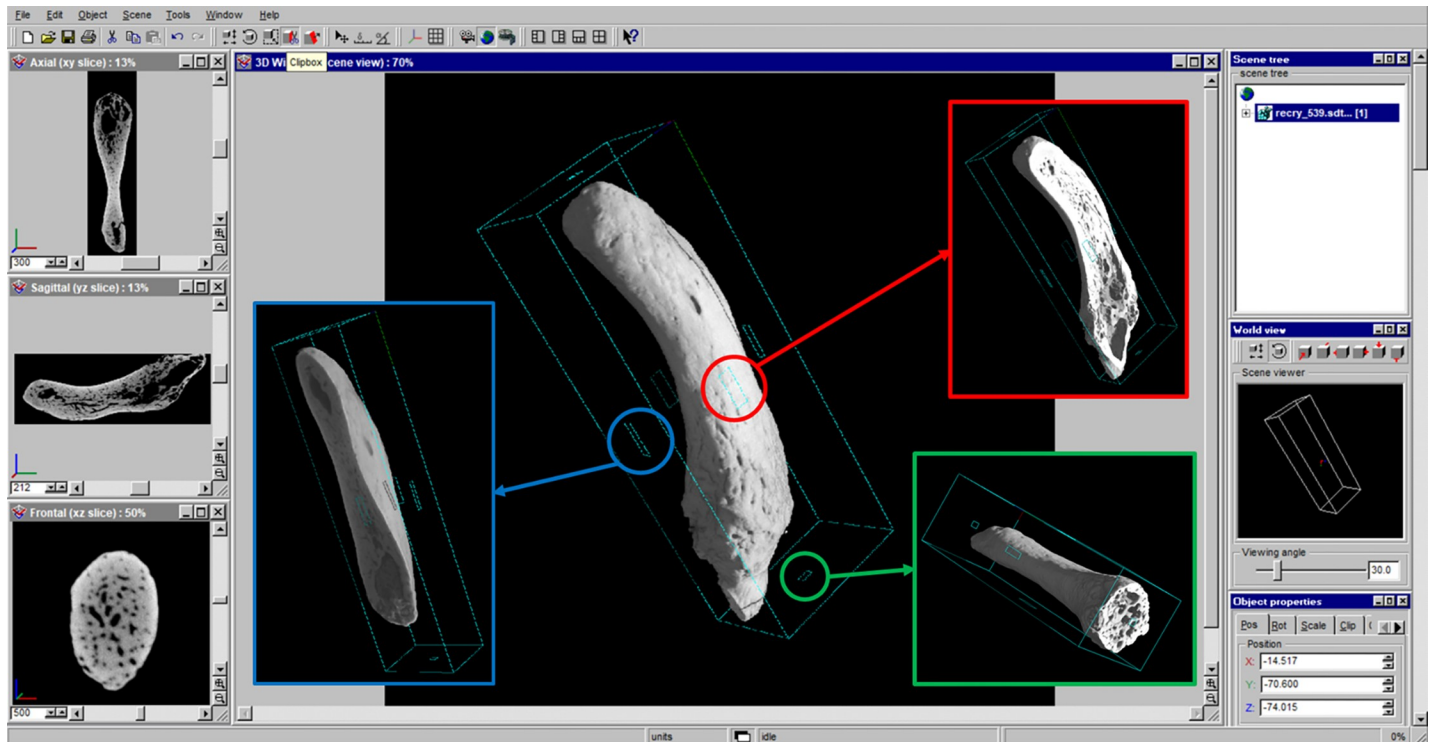 File Edit Object Scene Tools Window Help
Axial (xy slice) : 13%
300
Sagittal (yz slice) : 13%
212
Frontal (xz slice) : 50%
500
3D Wi
Clipbox
cene view) : 70%
Scene tree
scene tree
recry_539.sdt... [1]
World view
Scene viewer
Viewing angle
30.0
Object properties
Pos Rot Scale Clip
Position
X: -14.517
Y: -70.600
Z: -74.015
units
idle
0%